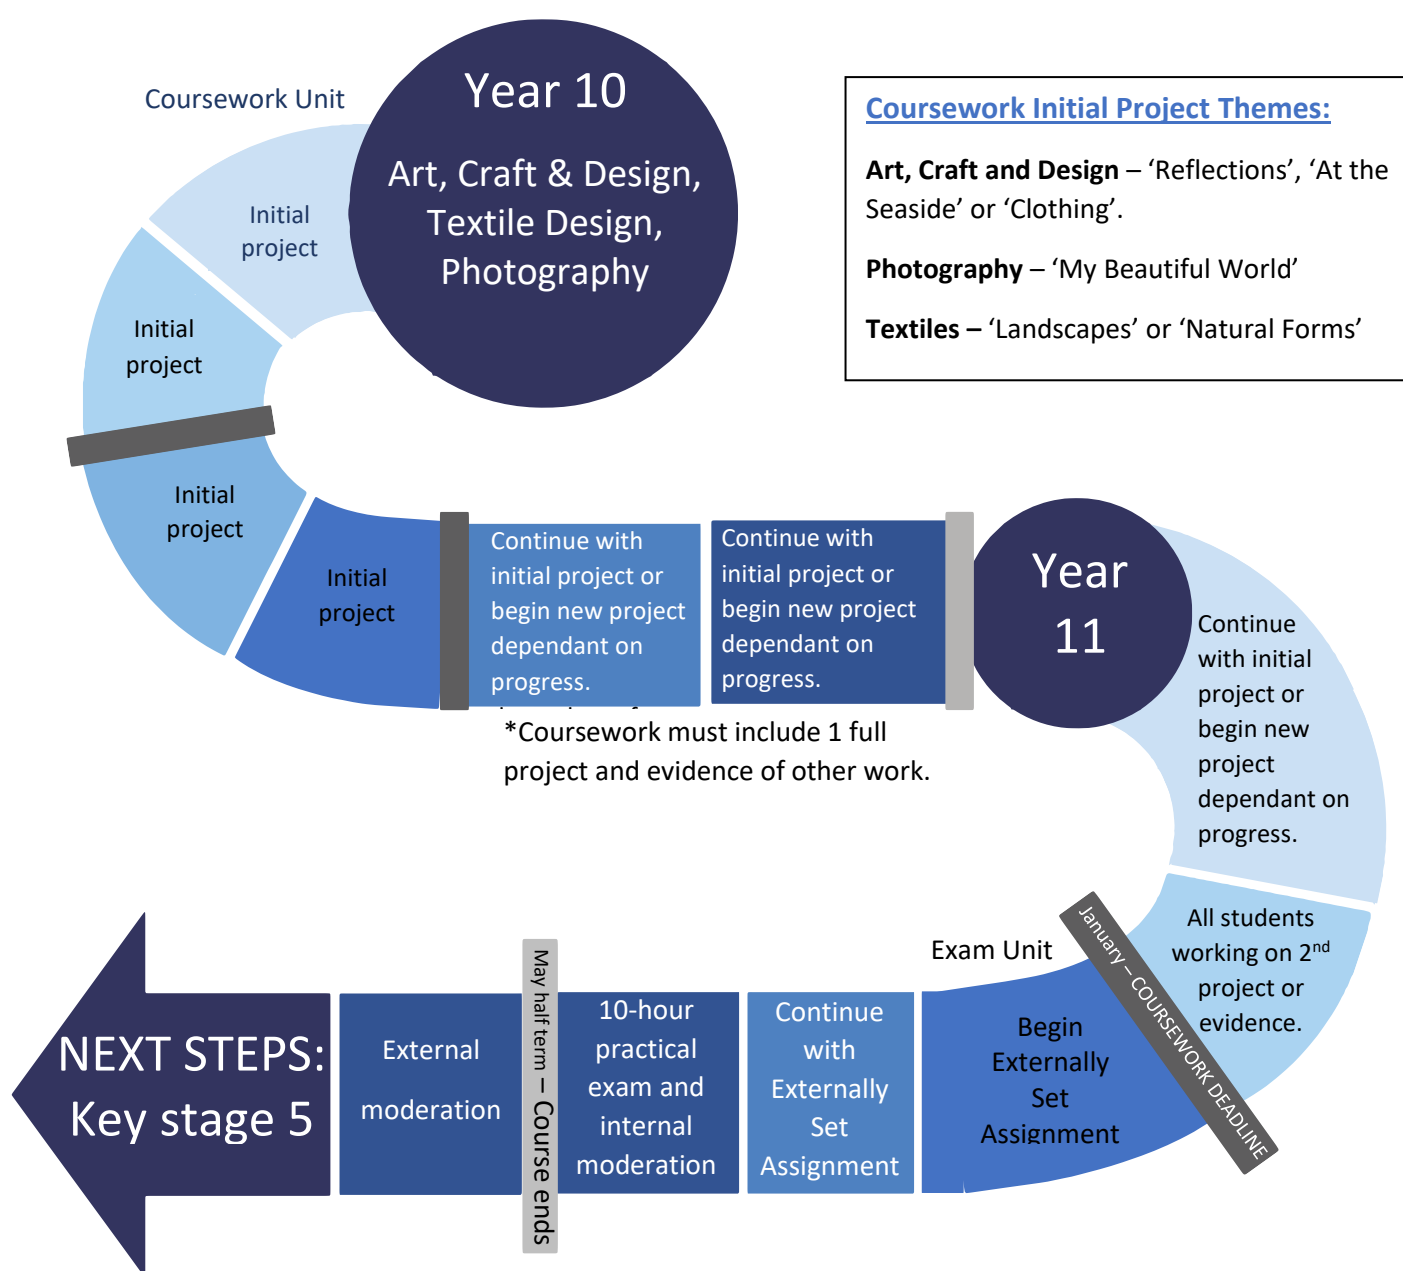 Coursework Unit
Year 10
Art, Craft & Design,
Textile Design,
Photography
Coursework Initial Project Themes:
Art, Craft and Design – ‘Reflections’, ‘At the
Seaside’ or ‘Clothing’.
Photography – ‘My Beautiful World’
Textiles – ‘Landscapes’ or ‘Natural Forms’
Initial
project
Initial
project
Initial
project
Initial
project
Continue with
initial project or
begin new project
dependant on
progress.
Continue with
initial project or
begin new project
dependant on
progress.
*Coursework must include 1 full
project and evidence of other work.
Year
11
Continue
with initial
project or
begin new
project
dependant on
progress.
All students
working on 2nd
project or
evidence.
January – COURSEWORK DEADLINE
Exam Unit
Begin
Externally
Set
Assignment
Continue
with
Externally
Set
Assignment
10-hour
practical
exam and
internal
moderation
May half term – Course ends
External
moderation
NEXT STEPS:
Key stage 5